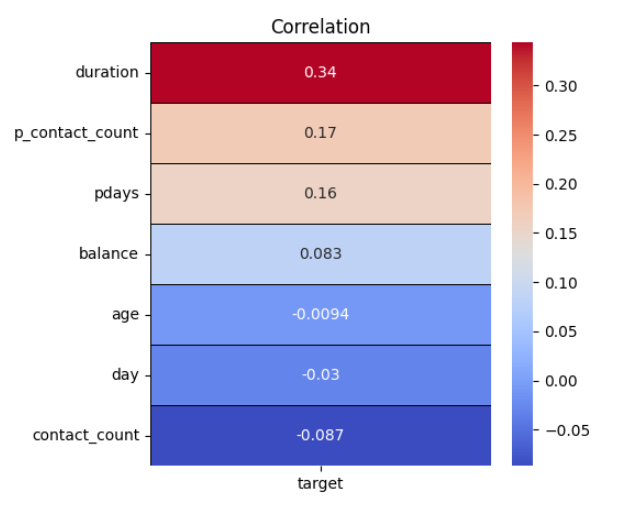 Correlation
duration 0.34
p_contact_count 0.17
pdays 0.16
balance 0.083
age -0.0094
day -0.03
contact_count -0.087
target
0.30
0.25
0.20
0.15
0.10
0.05
0.00
−0.05